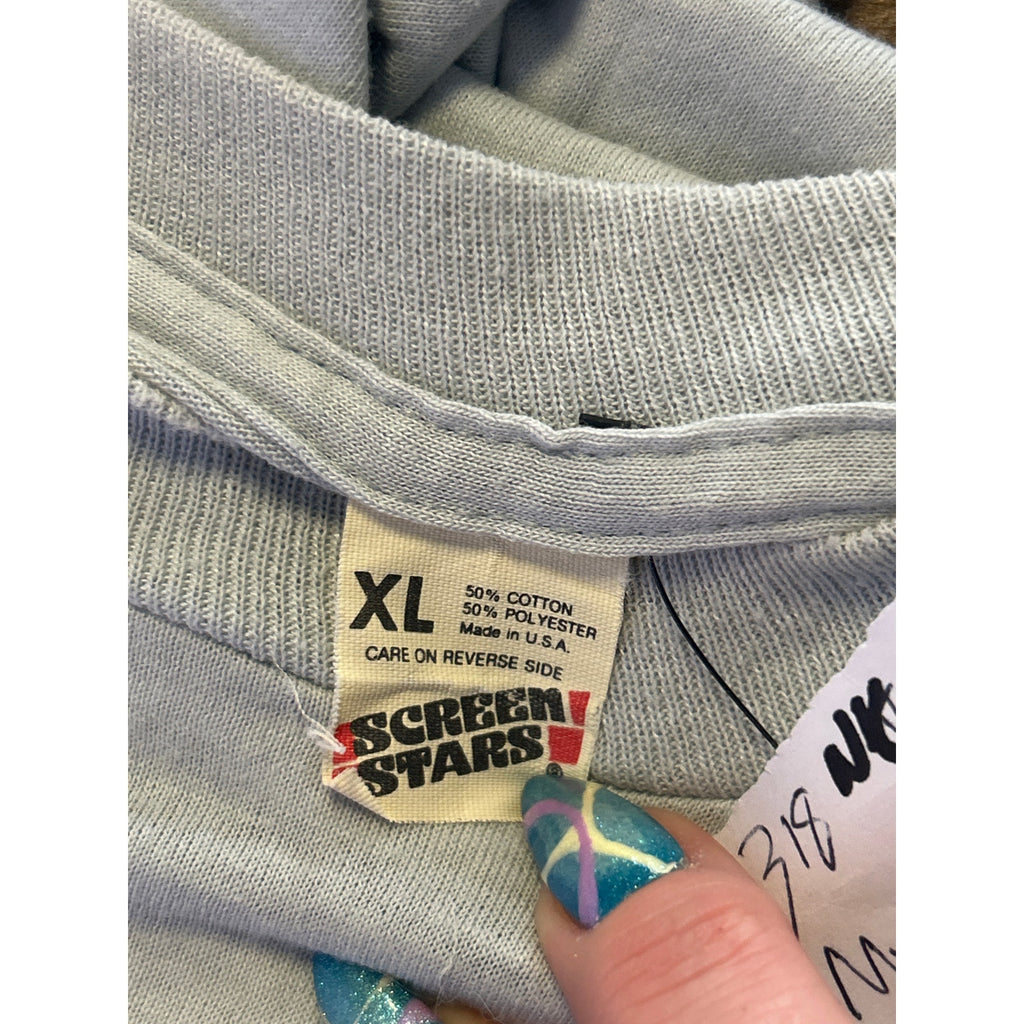 XL
50% COTTON
50% POLYESTER
Made in U.S.A.
CARE ON REVERSE SIDE
SCREEN
STARS
®
318